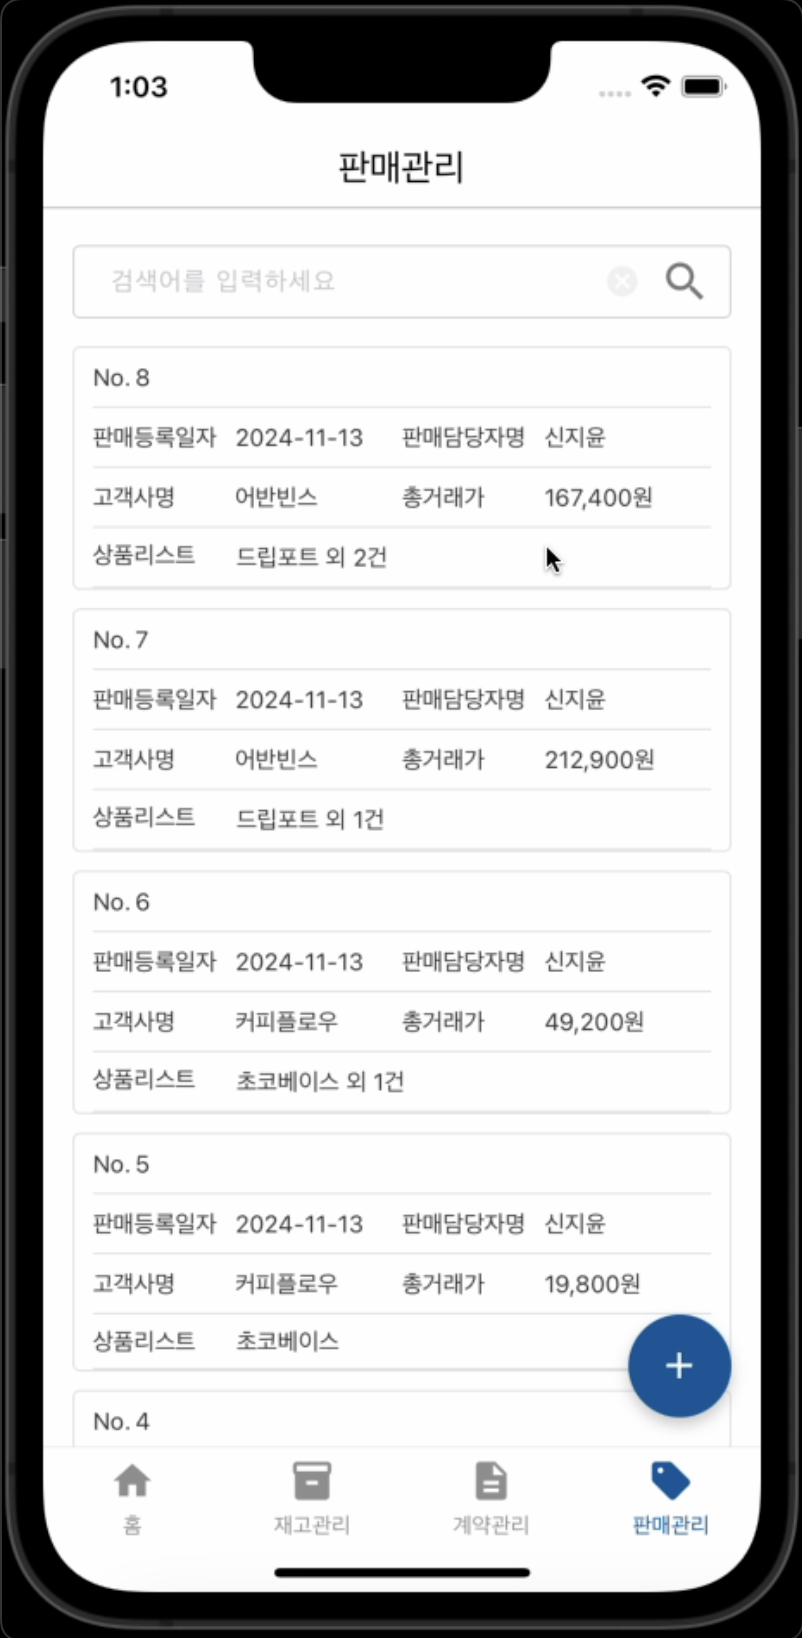 1:03
판매관리
검색어를 입력하세요
No. 8
판매등록일자 2024-11-13 판매담당자명 신지윤
고객사명 어반빈스 총거래가 167,400원
상품리스트 드립포트 외 2건
No. 7
판매등록일자 2024-11-13 판매담당자명 신지윤
고객사명 어반빈스 총거래가 212,900원
상품리스트 드립포트 외 1건
No. 6
판매등록일자 2024-11-13 판매담당자명 신지윤
고객사명 커피플로우 총거래가 49,200원
상품리스트 초코베이스 외 1건
No. 5
판매등록일자 2024-11-13 판매담당자명 신지윤
고객사명 커피플로우 총거래가 19,800원
상품리스트 초코베이스
+
No. 4
홈 재고관리 계약관리 판매관리